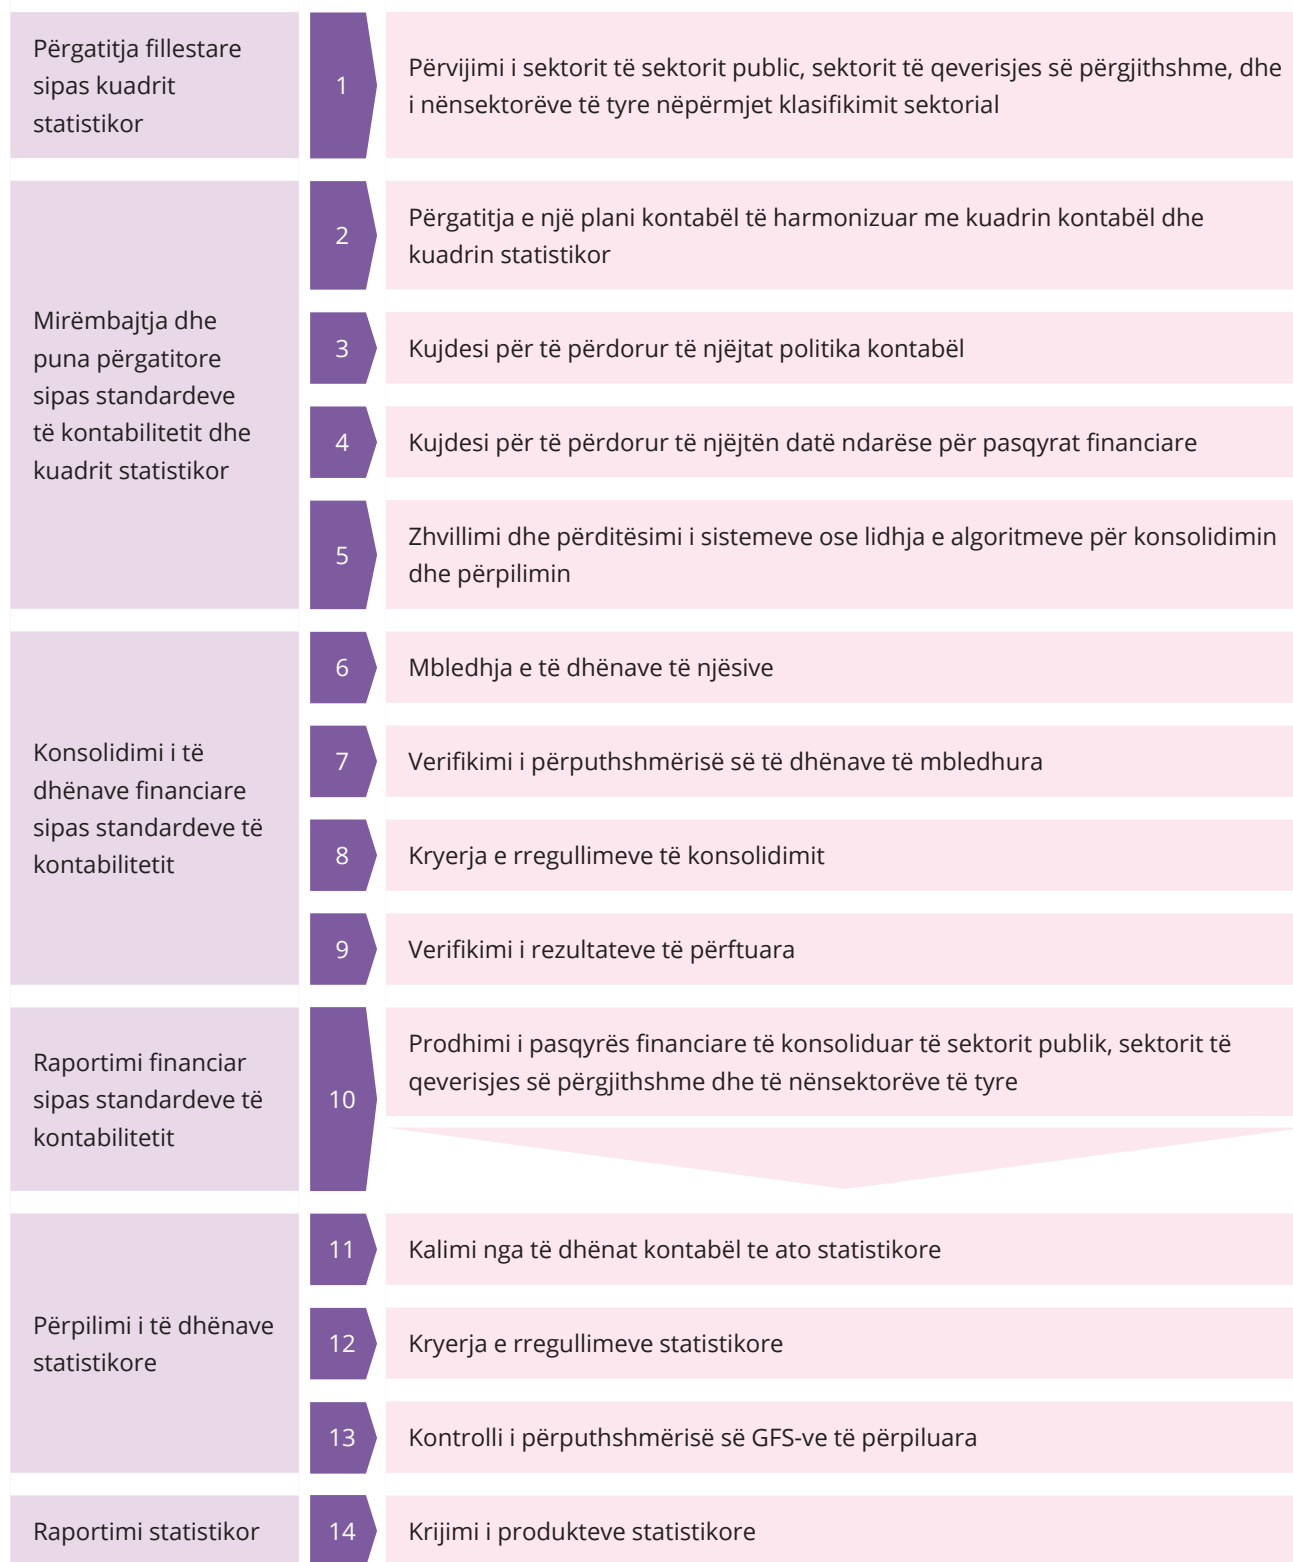 Përgatitja fillestare
sipas kuadrit
statistikor
1
Përvijimi i sektorit të sektorit public, sektorit të qeverisjes së përgjithshme, dhe
i nënsektorëve të tyre nëpërmjet klasifikimit sektorial
Mirëmbajtja dhe
puna përgatitore
sipas standardeve
të kontabilitetit dhe
kuadrit statistikor
2
Përgatitja e një plani kontabël të harmonizuar me kuadrin kontabël dhe
kuadrin statistikor
3
Kujdesi për të përdorur të njëjtat politika kontabël
4
Kujdesi për të përdorur të njëjtën datë ndarëse për pasqyrat financiare
5
Zhvillimi dhe përditësimi i sistemeve ose lidhja e algoritmeve për konsolidimin
dhe përpilimin
Konsolidimi i të
dhënave financiare
sipas standardeve të
kontabilitetit
6
Mbledhja e të dhënave të njësive
7
Verifikimi i përputhshmërisë së të dhënave të mbledhura
8
Kryerja e rregullimeve të konsolidimit
9
Verifikimi i rezultateve të përftuara
Raportimi financiar
sipas standardeve të
kontabilitetit
10
Prodhimi i pasqyrës financiare të konsoliduar të sektorit publik, sektorit të
qeverisjes së përgjithshme dhe të nënsektorëve të tyre
Përpilimi i të dhënave
statistikore
11
Kalimi nga të dhënat kontabël te ato statistikore
12
Kryerja e rregullimeve statistikore
13
Kontrolli i përputhshmërisë së GFS-ve të përpiluara
Raportimi statistikor
14
Krijimi i produkteve statistikore